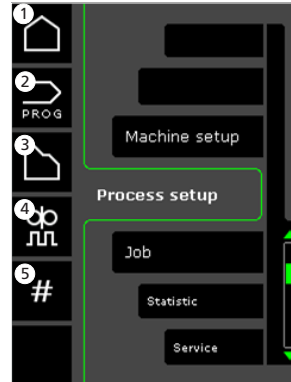 1
2
PROG
3
Machine setup
Process setup
4
Job
5
#
Statistic
Service